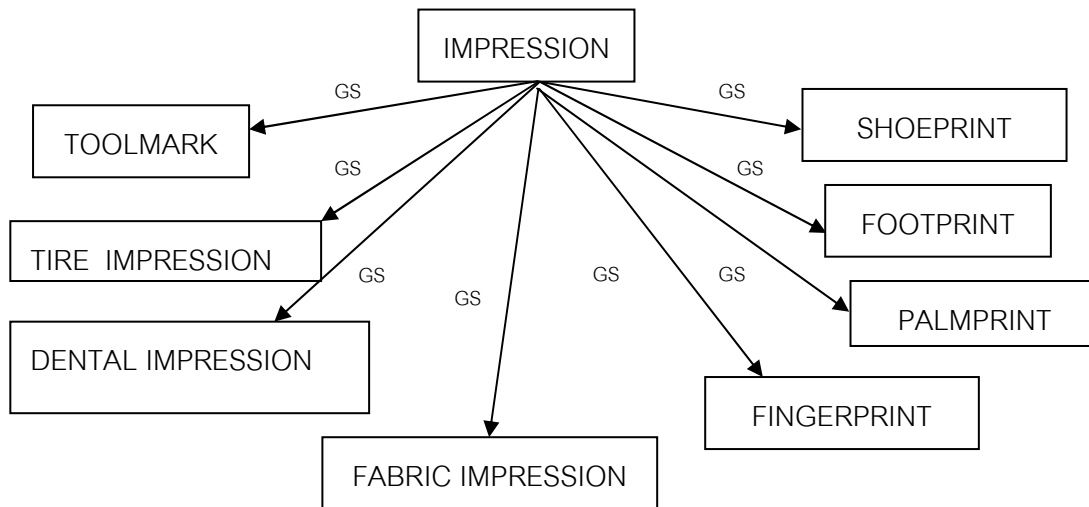 IMPRESSION
GS
GS
TOOLMARK
SHOEPRINT
GS
GS
FOOTPRINT
TIRE IMPRESSION
GS
GS
GS
GS
PALMPRINT
DENTAL IMPRESSION
FINGERPRINT
FABRIC IMPRESSION